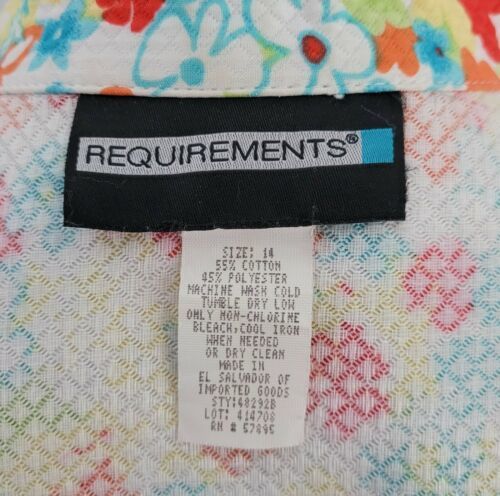 REQUIREMENTS®
SIZE: 14
55% COTTON
45% POLYESTER
MACHINE WASH COLD
TUMBLE DRY LOW
ONLY NON-CHLORINE
BLEACH,COOL IRON
WHEN NEEDED
OR DRY CLEAN
MADE IN
EL SALVADOR OF
IMPORTED GOODS
STY:48292B
LOT: 414708
RN # 57895